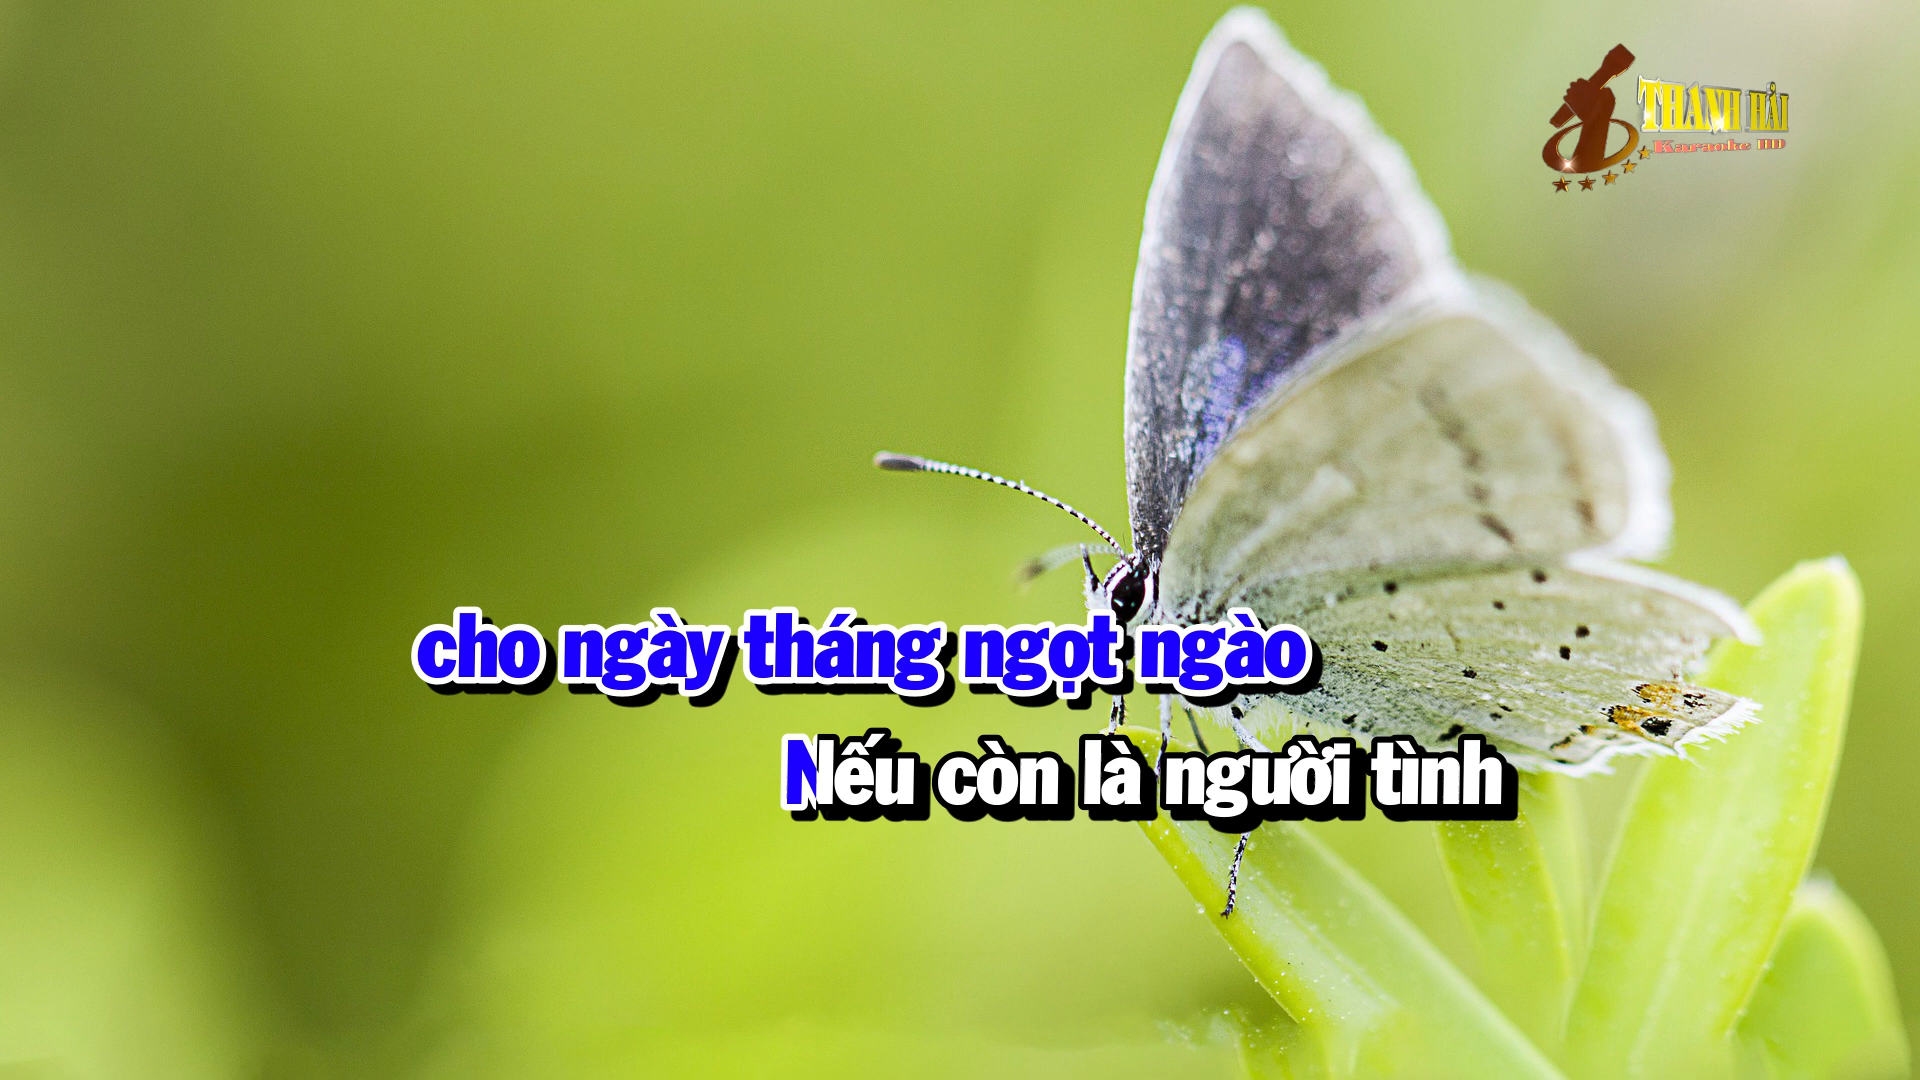 THANH HẢI
Karaoke HD
cho ngày tháng ngọt ngào
Nếu còn là người tình